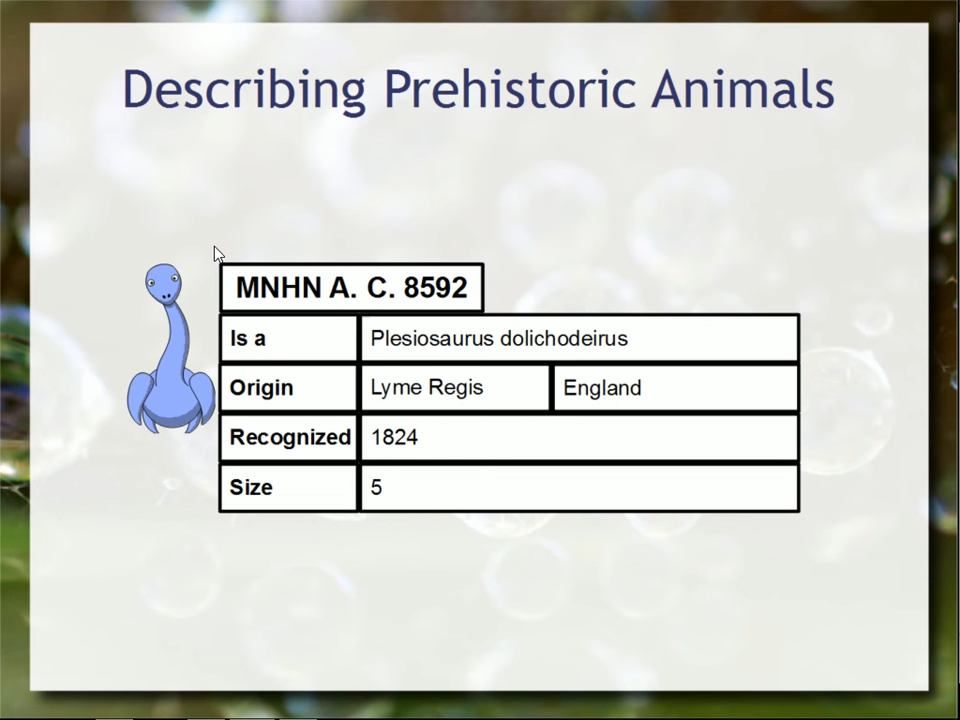 Describing Prehistoric Animals
MNHN A. C. 8592
Is a Plesiosaurus dolichodeirus
Origin Lyme Regis England
Recognized 1824
Size 5